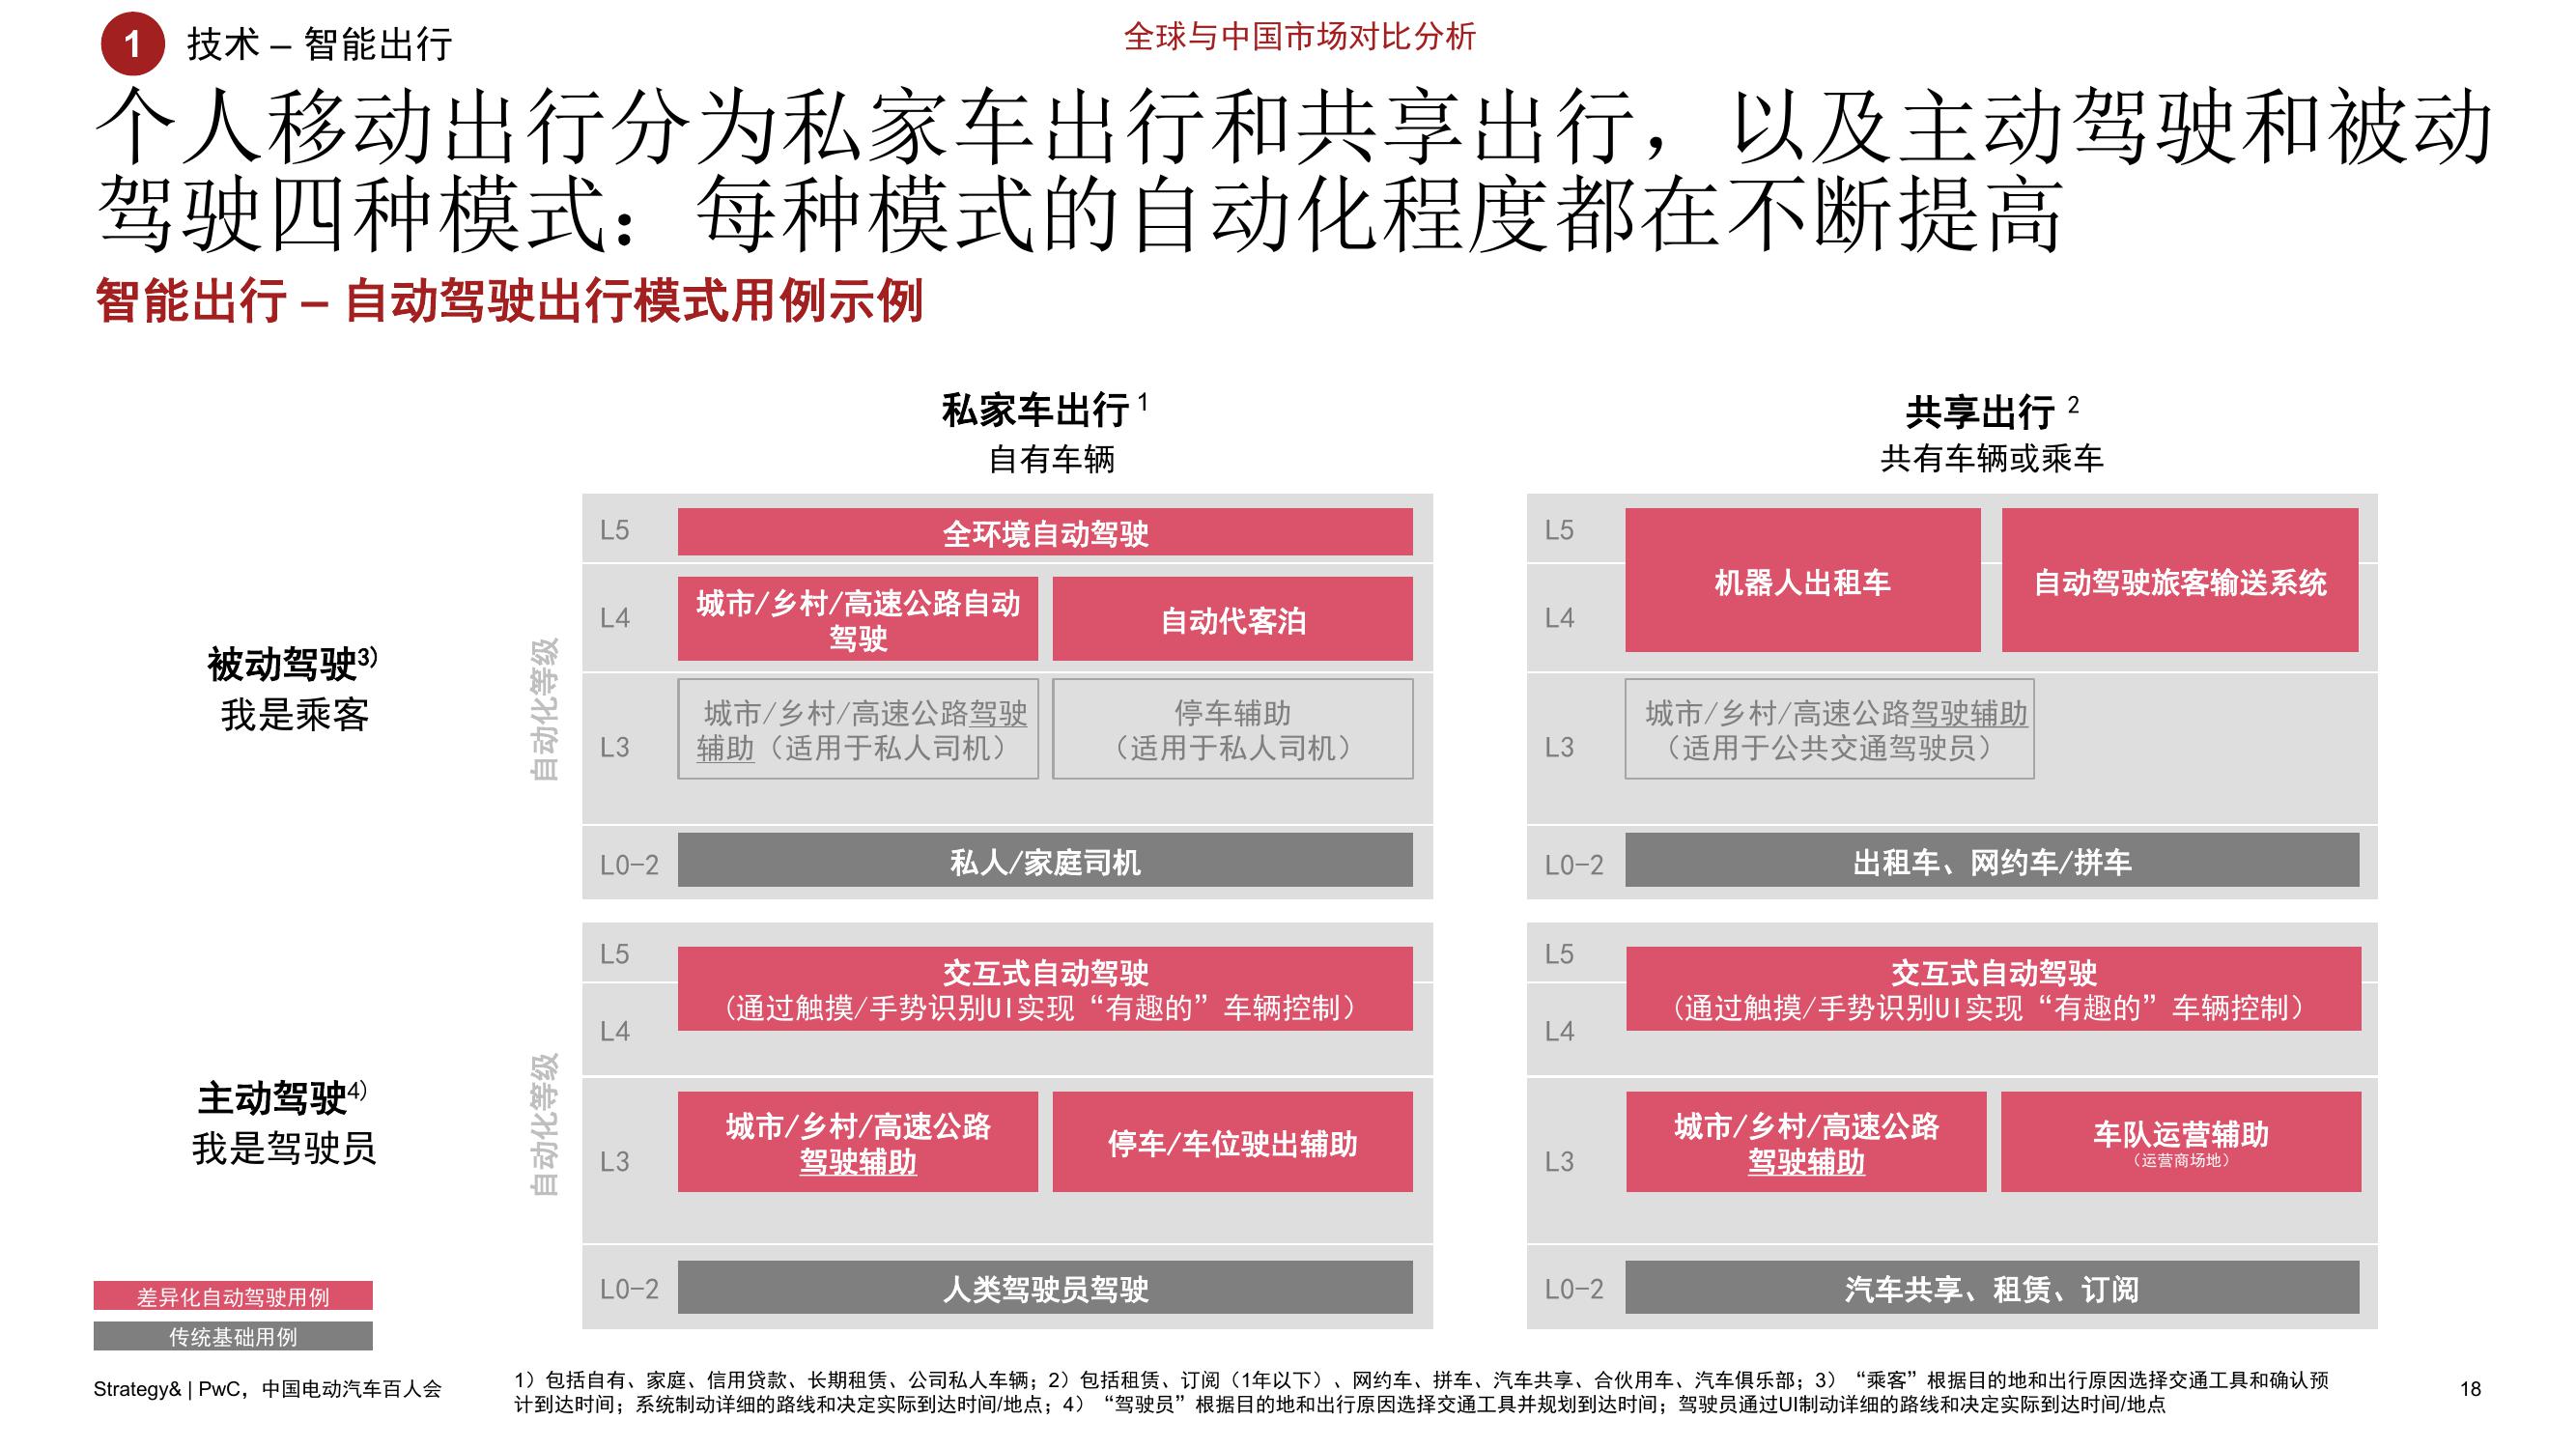 1
技术 – 智能出行
全球与中国市场对比分析
个人移动出行分为私家车出行和共享出行，以及主动驾驶和被动
驾驶四种模式：每种模式的自动化程度都在不断提高
智能出行 – 自动驾驶出行模式用例示例
私家车出行 1
自有车辆
共享出行 2
共有车辆或乘车
被动驾驶3)
我是乘客
自动化等级
L5
全环境自动驾驶
L4
城市/乡村/高速公路自动
驾驶
自动代客泊
L3
城市/乡村/高速公路驾驶
辅助（适用于私人司机）
停车辅助
（适用于私人司机）
L0-2
私人/家庭司机
L5
L4
机器人出租车
自动驾驶旅客输送系统
L3
城市/乡村/高速公路驾驶辅助
（适用于公共交通驾驶员）
L0-2
出租车、网约车/拼车
主动驾驶4)
我是驾驶员
自动化等级
L5
交互式自动驾驶
（通过触摸/手势识别UI实现“有趣的”车辆控制）
L4
L3
城市/乡村/高速公路
驾驶辅助
停车/车位驶出辅助
L0-2
人类驾驶员驾驶
L5
交互式自动驾驶
（通过触摸/手势识别UI实现“有趣的”车辆控制）
L4
L3
城市/乡村/高速公路
驾驶辅助
车队运营辅助
（运营商场地）
L0-2
汽车共享、租赁、订阅
差异化自动驾驶用例
传统基础用例
Strategy& | PwC，中国电动汽车百人会
1）包括自有、家庭、信用贷款、长期租赁、公司私人车辆；2）包括租赁、订阅（1年以下）、网约车、拼车、汽车共享、合伙用车、汽车俱乐部；3）“乘客”根据目的地和出行原因选择交通工具和确认预
计到达时间；系统制动详细的路线和决定实际到达时间/地点；4）“驾驶员”根据目的地和出行原因选择交通工具并规划到达时间；驾驶员通过UI制动详细的路线和决定实际到达时间/地点
18